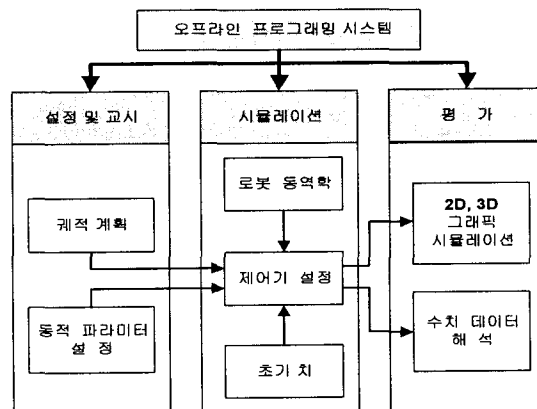 오프라인 프로그래밍 시스템
설정 및 교시
시뮬레이션
평 가
로봇 동역학
궤적 계획
2D, 3D
그래픽
시뮬레이션
제어기 설정
동적 파라미터
설 정
수치 데이터
해 석
초기 치